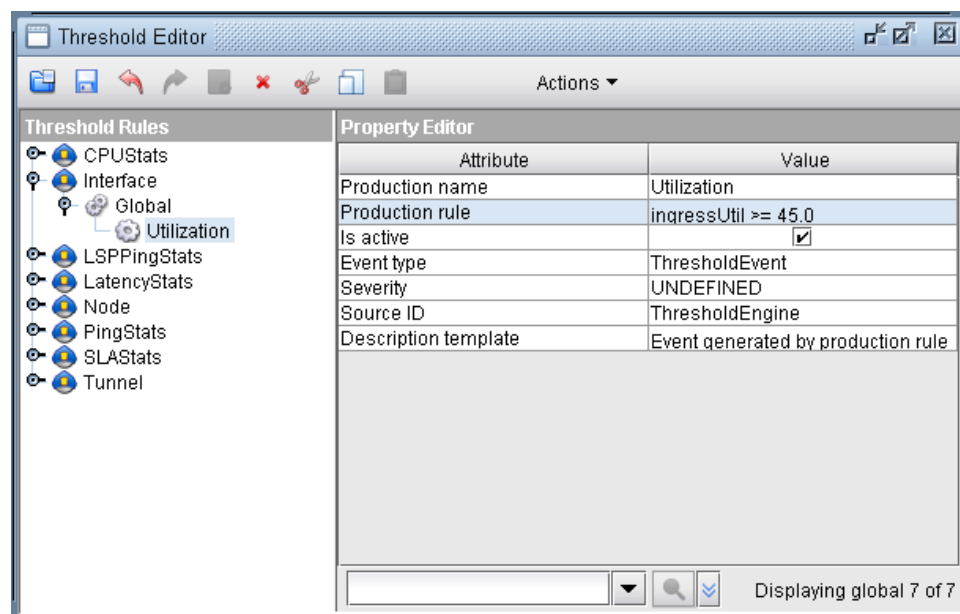 Threshold Editor
Actions
Threshold Rules
Property Editor
CPUStats
Interface
Global
Utilization
LSPPingStats
LatencyStats
Node
PingStats
SLAStats
Tunnel
Attribute Value
Production name Utilization
Production rule ingressUtil >= 45.0
Is active
Event type ThresholdEvent
Severity UNDEFINED
Source ID ThresholdEngine
Description template Event generated by production rule
Displaying global 7 of 7